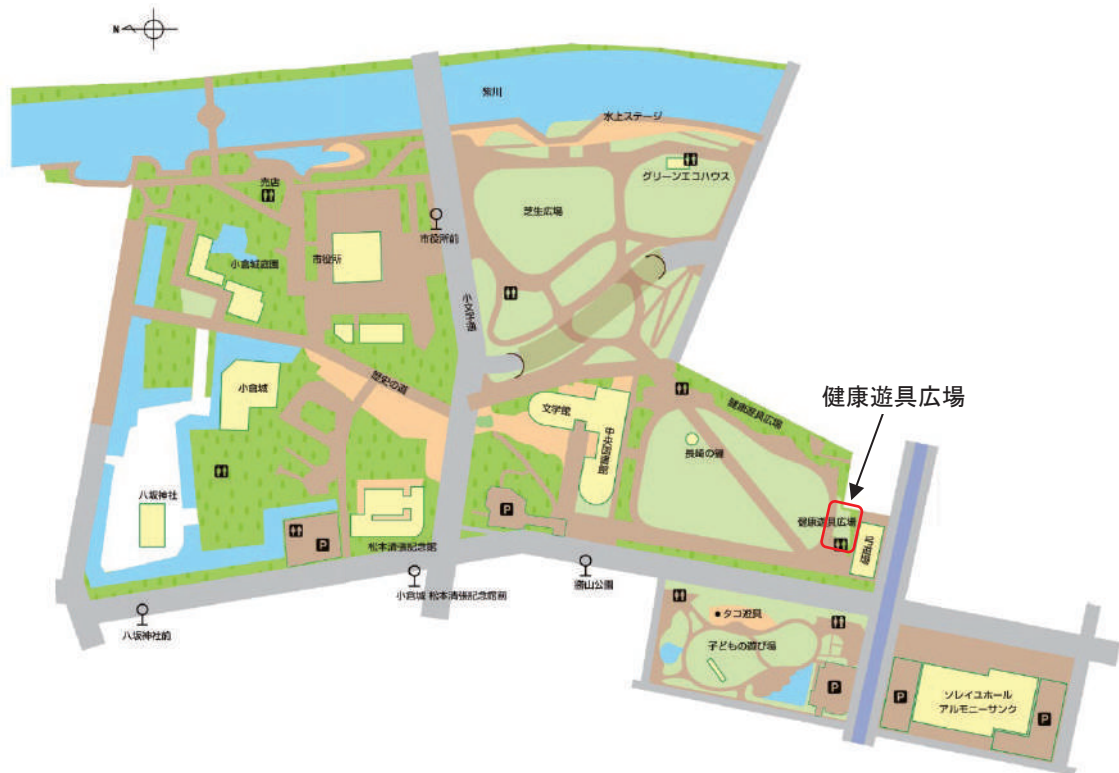 N
紫川
水上ステージ
グリーンエコハウス
売店
芝生広場
市役所前
小倉城庭園
市役所
小文字通
歴史の道
小倉城
文学館
中央図書館
健康遊具広場
健康遊具広場
長崎の鐘
八坂神社
P
松本清張記念館
P
健康遊具広場
小倉城 松本清張記念館前
勝山公園
八坂神社前
タコ遊具
子どもの遊び場
P
P
ソレイユホール
アルモニーサンク
P